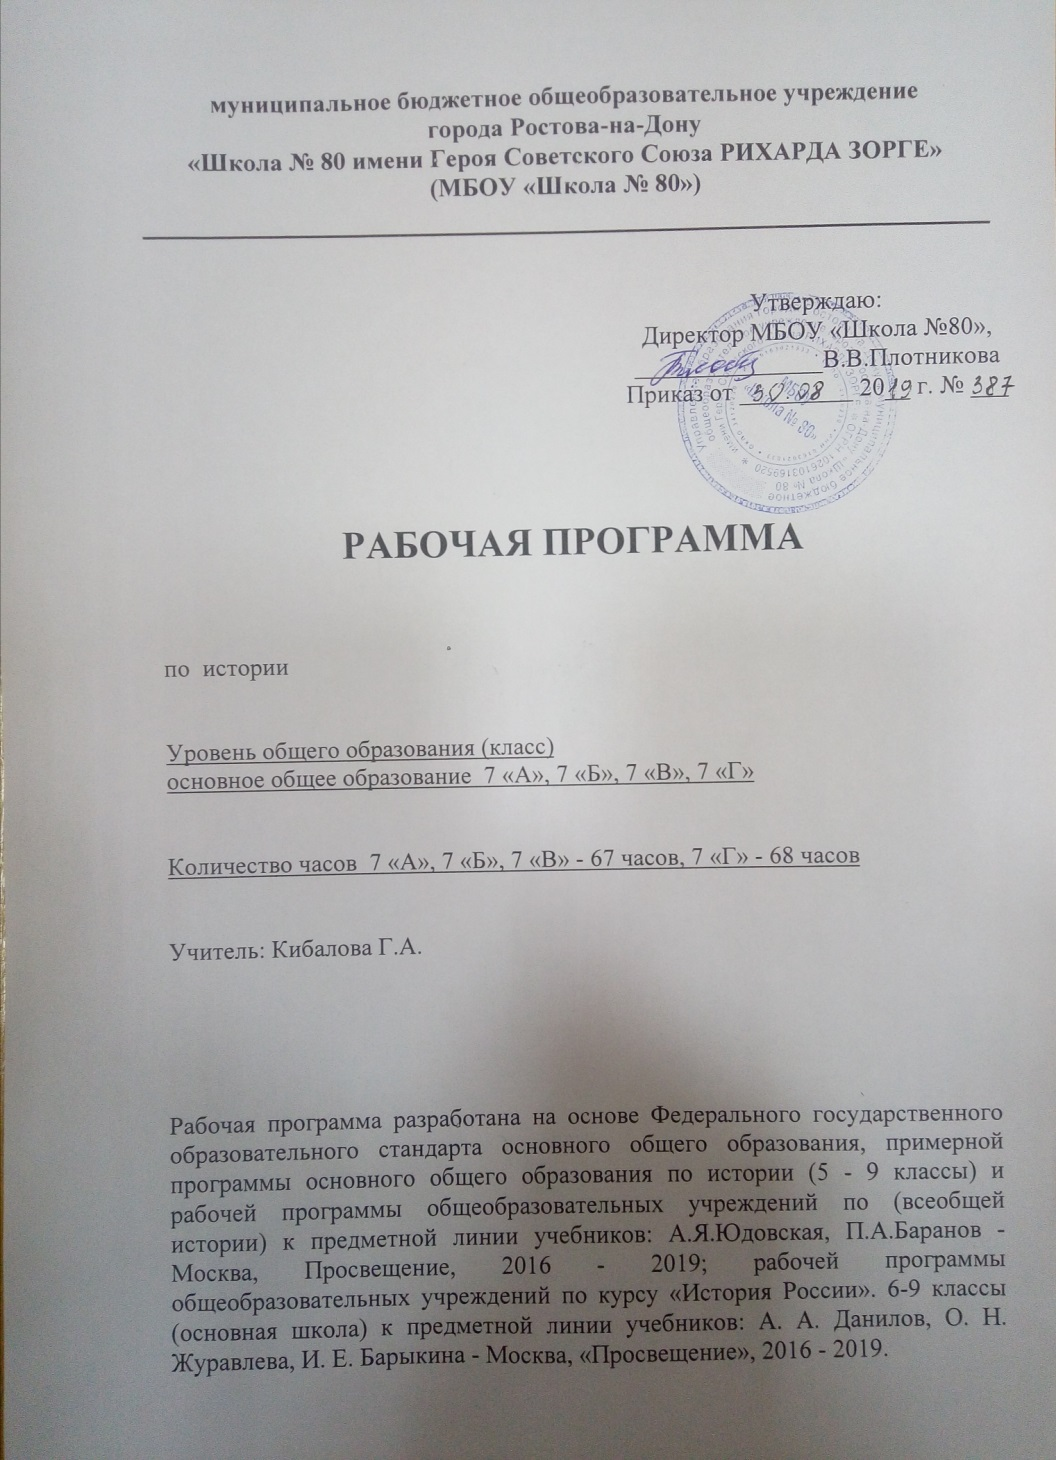 муниципальное бюджетное общеобразовательное учреждение
города Ростова-на-Дону
«Школа № 80 имени Героя Советского Союза РИХАРДА ЗОРГЕ»
(МБОУ «Школа № 80»)
Утверждаю:
Директор МБОУ «Школа №80»,
В.В.Плотникова
Приказ от 30.08 2019 г. № 387
МБОУ
«Школа № 80»
РАБОЧАЯ ПРОГРАММА
по истории
Уровень общего образования (класс)
основное общее образование 7 «А», 7 «Б», 7 «В», 7 «Г»
Количество часов 7 «А», 7 «Б», 7 «В» - 67 часов, 7 «Г» - 68 часов
Учитель: Кибалова Г.А.
Рабочая программа разработана на основе Федерального государственного
образовательного стандарта основного общего образования, примерной
программы основного общего образования по истории (5 - 9 классы) и
рабочей программы общеобразовательных учреждений по (всеобщей
истории) к предметной линии учебников: А.Я.Юдовская, П.А.Баранов -
Москва, Просвещение, 2016 - 2019; рабочей программы
общеобразовательных учреждений по курсу «История России». 6-9 классы
(основная школа) к предметной линии учебников: А. А. Данилов, О. Н.
Журавлева, И. Е. Барыкина - Москва, «Просвещение», 2016 - 2019.